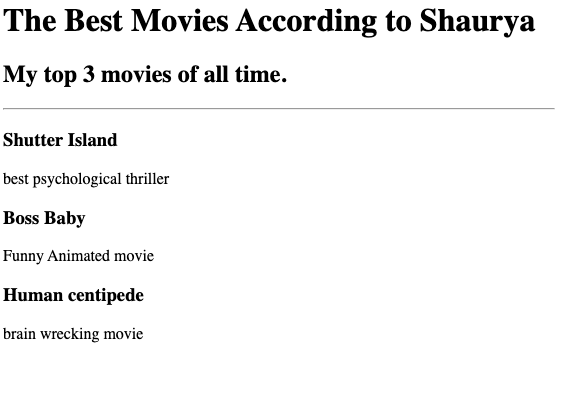 The Best Movies According to Shaurya
My top 3 movies of all time.
Shutter Island
best psychological thriller
Boss Baby
Funny Animated movie
Human centipede
brain wrecking movie